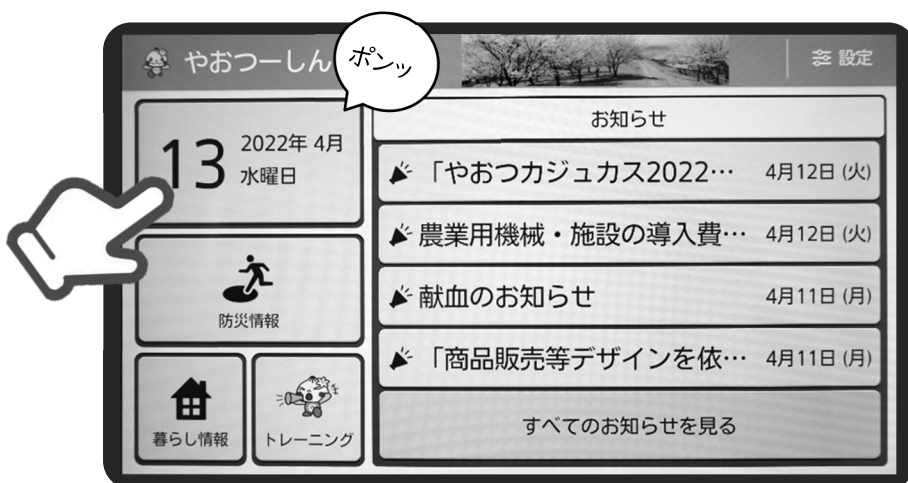 やおつーしん
ポンッ
設定
13
2022年 4月
水曜日
お知らせ
「やおつカジュカス2022… 4月12日 (火)
農業用機械・施設の導入費… 4月12日 (火)
献血のお知らせ 4月11日 (月)
「商品販売等デザインを依… 4月11日 (月)
すべてのお知らせを見る
防災情報
暮らし情報
トレーニング